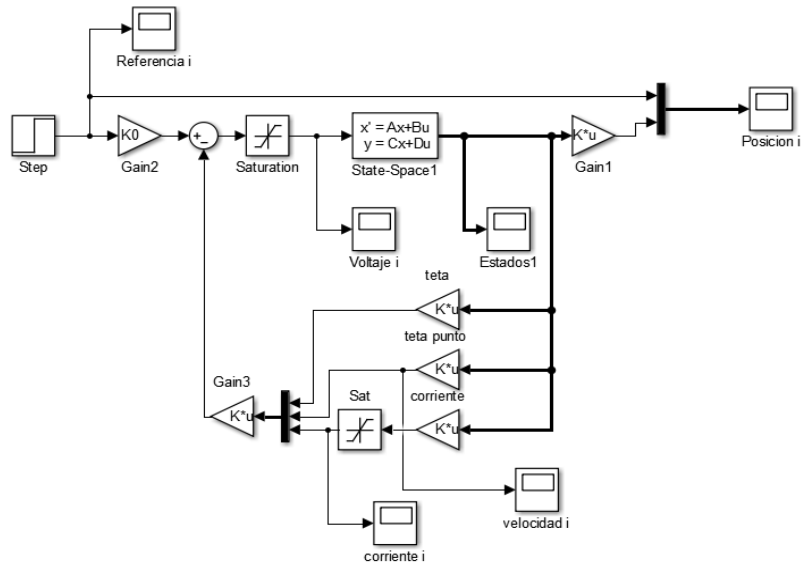 Referencia i
Step
K0
Gain2
+
−
Saturation
x' = Ax+Bu
y = Cx+Du
State-Space1
K*u
Gain1
Posicion i
Voltaje i
Estados1
teta
K*u
teta punto
K*u
corriente
K*u
Sat
Gain3
K*u
velocidad i
corriente i